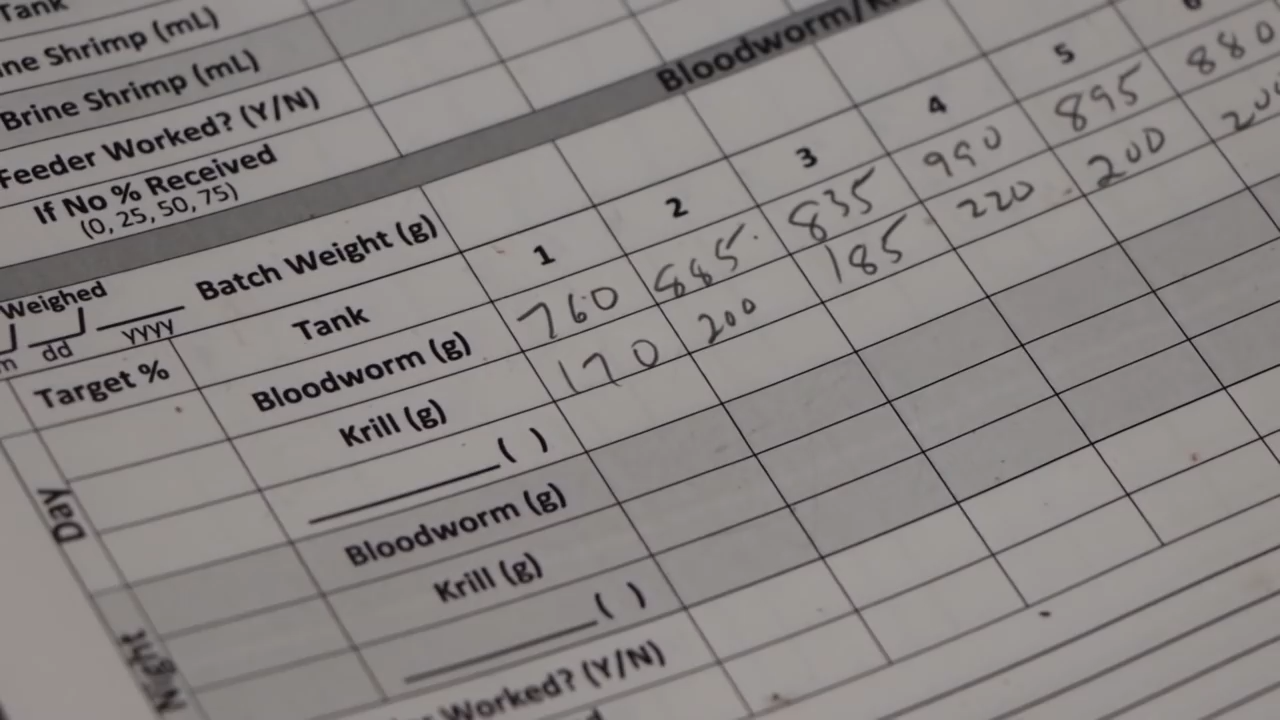 Tank
ne Shrimp (mL)
Brine Shrimp (mL)
Feeder Worked? (Y/N)
If No % Received
(0, 25, 50, 75)
Bloodworm/
Weighed
dd yyyy
Batch Weight (g)
Target %
Tank 1 2 3 4 5 6
Bloodworm (g) 760 885 835 990 895 880
Krill (g) 170 200 185 220 200
( )
Day
Bloodworm (g)
Krill (g)
( )
Night
Worked? (Y/N)